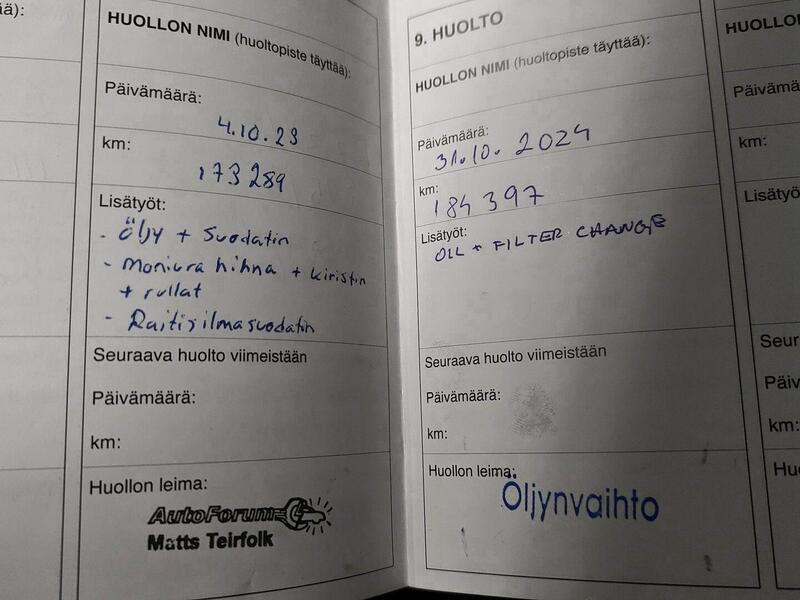 ää):
HUOLLON NIMI (huoltopiste täyttää):
Päivämäärä:
4.10.23
km:
173 289
Lisätyöt:
- Öljy + Suodatin
- Moniura hihna + kiristin
+ rullat
- Raitisilmasuodatin
Seuraava huolto viimeistään
Päivämäärä:
km:
Huollon leima:
AutoForum
Matts Teirfolk
9. HUOLTO
HUOLLON NIMI (huoltopiste täyttää):
Päivämäärä:
31.10. 2024
km:
184 397
Lisätyöt:
OIL + FILTER CHANGE
Seuraava huolto viimeistään
Päivämäärä:
km:
Huollon leima:
Öljynvaihto
HUOLLO
Päivämää
km:
Lisätyö
Seur
Päiv
km:
Hu